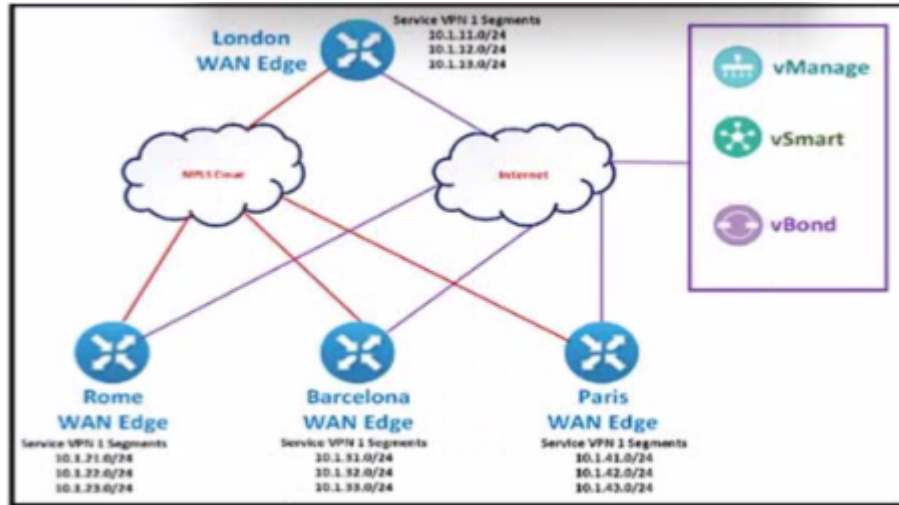 Service VPN 1 Segments
10.1.11.0/24
10.1.12.0/24
10.1.13.0/24
London
WAN Edge
MPLS Cloud
Internet
vManage
vSmart
vBond
Rome
WAN Edge
Service VPN 1 Segments
10.1.21.0/24
10.1.22.0/24
10.1.23.0/24
Barcelona
WAN Edge
Service VPN 1 Segments
10.1.31.0/24
10.1.32.0/24
10.1.33.0/24
Paris
WAN Edge
Service VPN 1 Segments
10.1.41.0/24
10.1.42.0/24
10.1.43.0/24